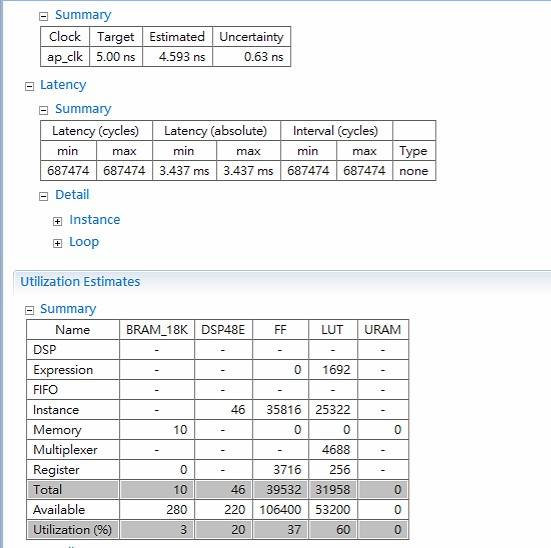 Summary
Clock Target Estimated Uncertainty
ap_clk 5.00 ns 4.593 ns 0.63 ns
Latency
Summary
Latency (cycles) Latency (absolute) Interval (cycles)
min max min max min max Type
687474 687474 3.437 ms 3.437 ms 687474 687474 none
Detail
Instance
Loop
Utilization Estimates
Summary
Name BRAM_18K DSP48E FF LUT URAM
DSP - - - - -
Expression - - 0 1692 -
FIFO - - - - -
Instance - 46 35816 25322 -
Memory 10 - 0 0 0
Multiplexer - - - 4688 -
Register 0 - 3716 256 -
Total 10 46 39532 31958 0
Available 280 220 106400 53200 0
Utilization (%) 3 20 37 60 0